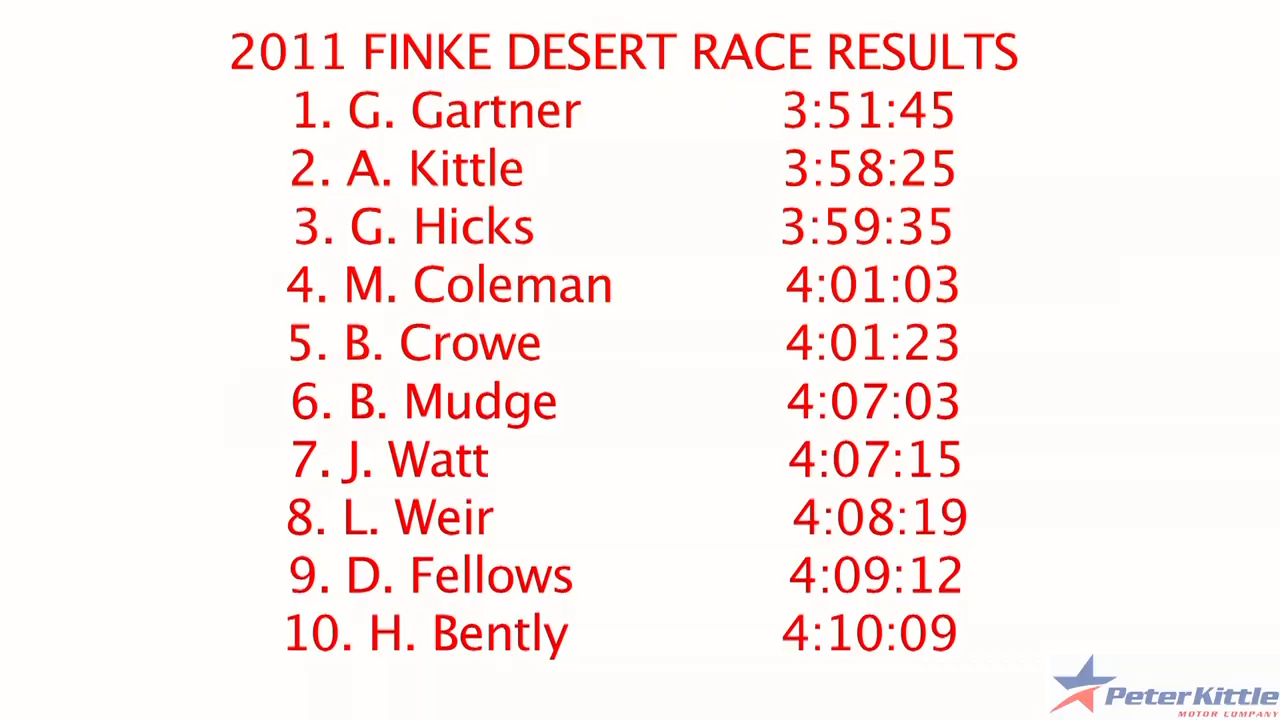 2011 FINKE DESERT RACE RESULTS
1. G. Gartner 3:51:45
2. A. Kittle 3:58:25
3. G. Hicks 3:59:35
4. M. Coleman 4:01:03
5. B. Crowe 4:01:23
6. B. Mudge 4:07:03
7. J. Watt 4:07:15
8. L. Weir 4:08:19
9. D. Fellows 4:09:12
10. H. Bently 4:10:09
Peter Kittle
MOTOR COMPANY